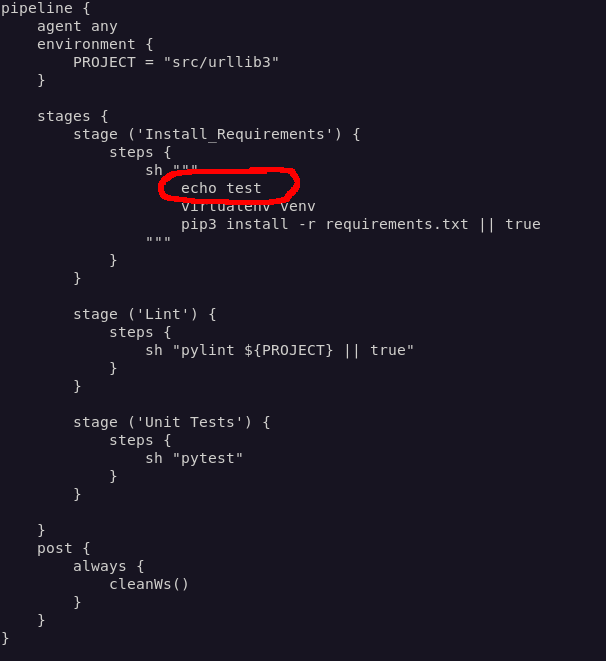 pipeline {
    agent any
    environment {
        PROJECT = "src/urllib3"
    }

    stages {
        stage ('Install_Requirements') {
            steps {
                sh """
                    echo test
                    virtualenv venv
                    pip3 install -r requirements.txt || true
                """
            }
        }

        stage ('Lint') {
            steps {
                sh "pylint ${PROJECT} || true"
            }
        }

        stage ('Unit Tests') {
            steps {
                sh "pytest"
            }
        }

    }
    post {
        always {
            cleanWs()
        }
    }
}